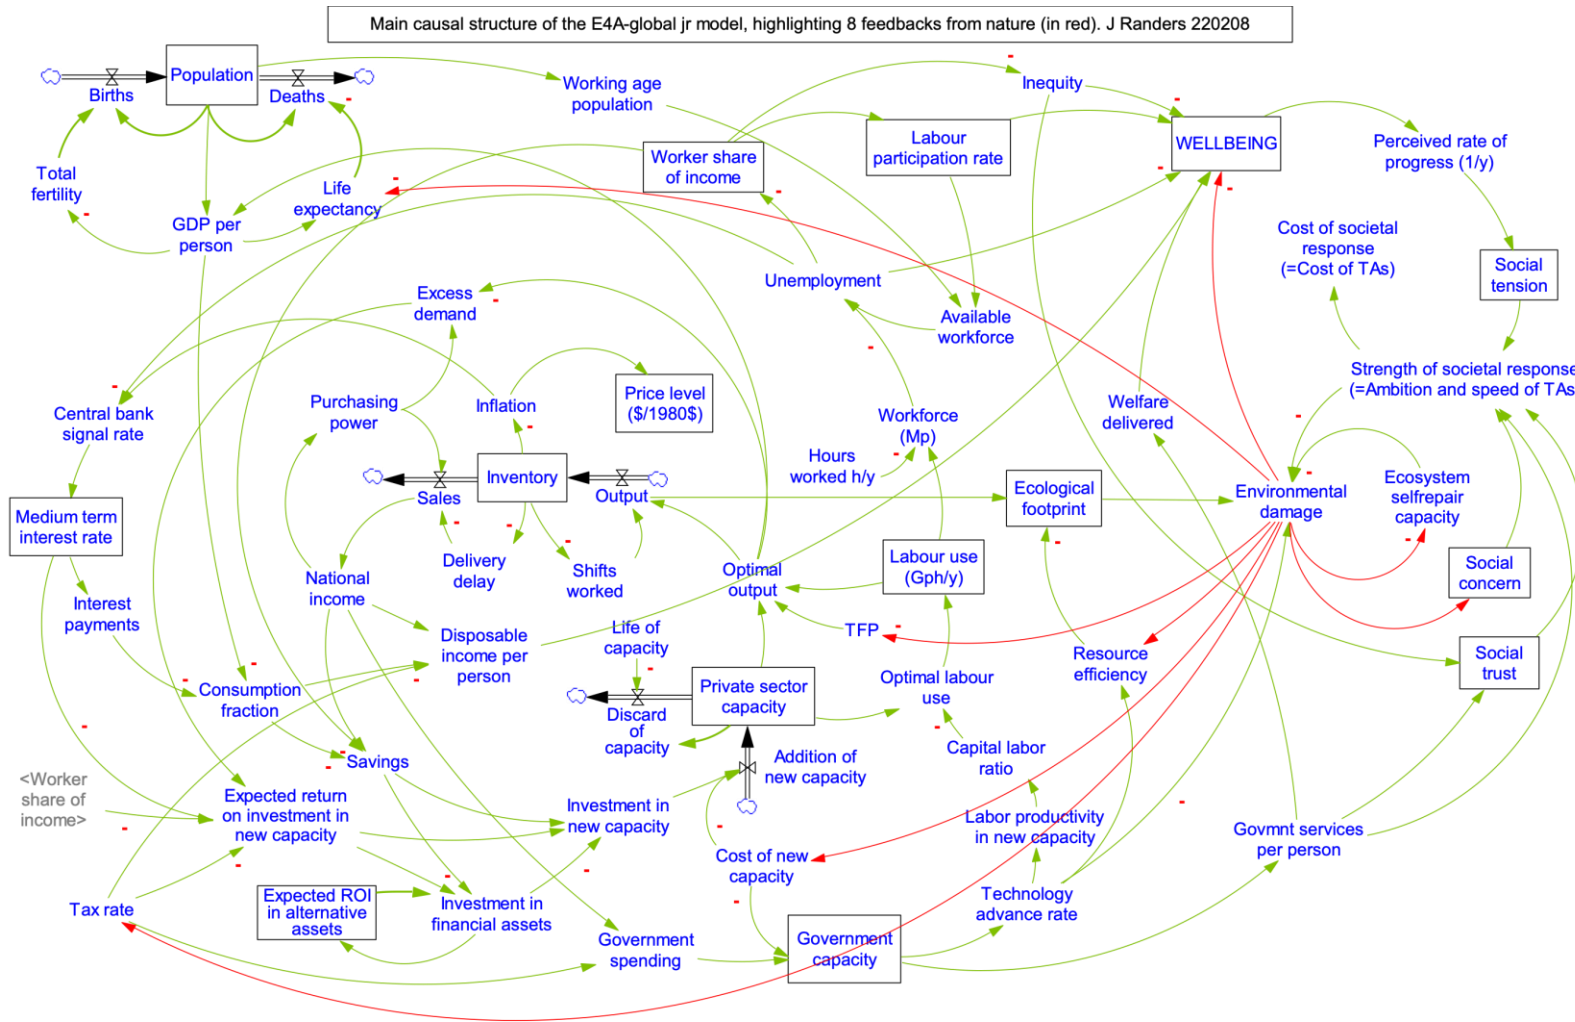 Main causal structure of the E4A-global jr model, highlighting 8 feedbacks from nature (in red). J Randers 220208
Population
Births
Deaths
Working age
population
Inequity
Labour
participation rate
WELLBEING
Perceived rate of
progress (1/y)
Worker share
of income
Total
fertility
Life
expectancy
GDP per
person
Cost of societal
response
(=Cost of TAs)
Social
tension
Unemployment
Excess
demand
Available
workforce
Strength of societal response
(=Ambition and speed of TAs
Price level
($/1980$)
Purchasing
power
Inflation
Central bank
signal rate
Workforce
(Mp)
Welfare
delivered
Hours
worked h/y
Inventory
Sales
Output
Ecological
footprint
Environmental
damage
Ecosystem
selfrepair
capacity
Medium term
interest rate
Delivery
delay
Shifts
worked
Optimal
output
Labour use
(Gph/y)
Social
concern
National
income
Interest
payments
Disposable
income per
person
Life of
capacity
TFP
Resource
efficiency
Social
trust
Consumption
fraction
Private sector
capacity
Optimal labour
use
Discard
of
capacity
Addition of
new capacity
Capital labor
ratio
Savings
<Worker
share of
income>
Expected return
on investment in
new capacity
Investment in
new capacity
Labor productivity
in new capacity
Govmnt services
per person
Cost of new
capacity
Tax rate
Expected ROI
in alternative
assets
Investment in
financial assets
Technology
advance rate
Government
spending
Government
capacity